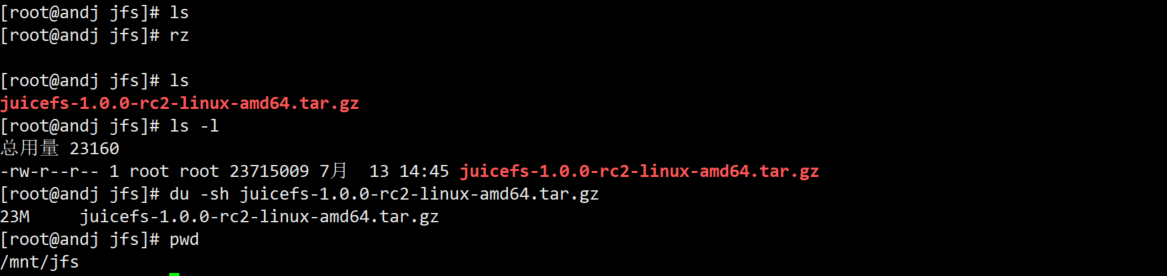 [root@andj jfs]# ls
[root@andj jfs]# rz
[root@andj jfs]# ls
juicefs-1.0.0-rc2-linux-amd64.tar.gz
[root@andj jfs]# ls -l
总用量 23160
-rw-r--r-- 1 root root 23715009 7月  13 14:45 juicefs-1.0.0-rc2-linux-amd64.tar.gz
[root@andj jfs]# du -sh juicefs-1.0.0-rc2-linux-amd64.tar.gz
23M     juicefs-1.0.0-rc2-linux-amd64.tar.gz
[root@andj jfs]# pwd
/mnt/jfs